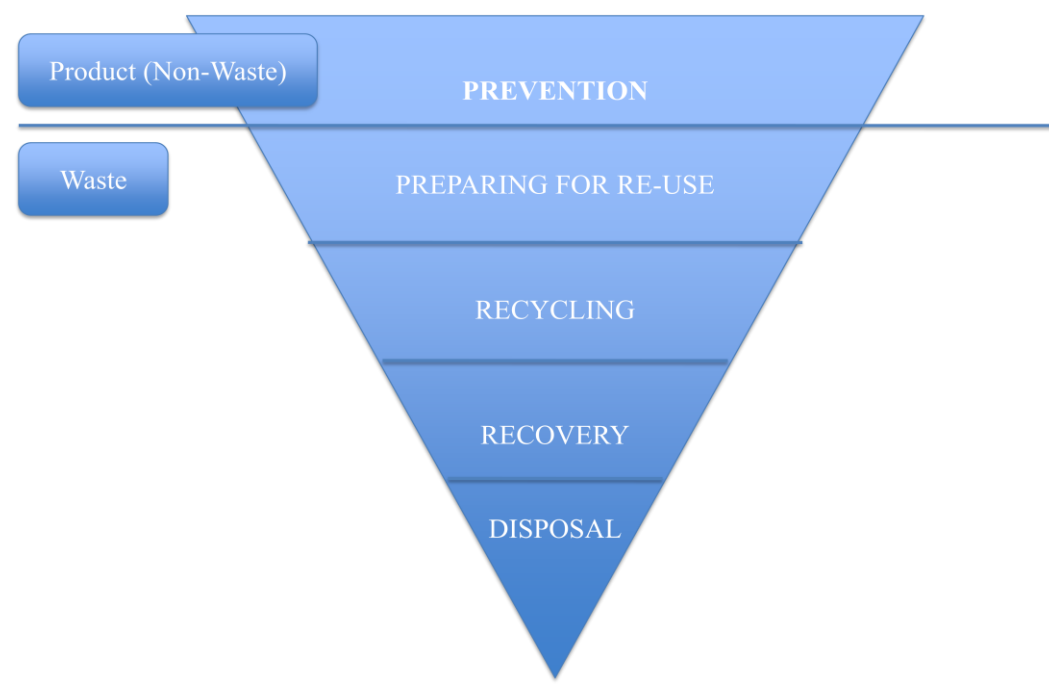 Product (Non-Waste)
PREVENTION
Waste
PREPARING FOR RE-USE
RECYCLING
RECOVERY
DISPOSAL